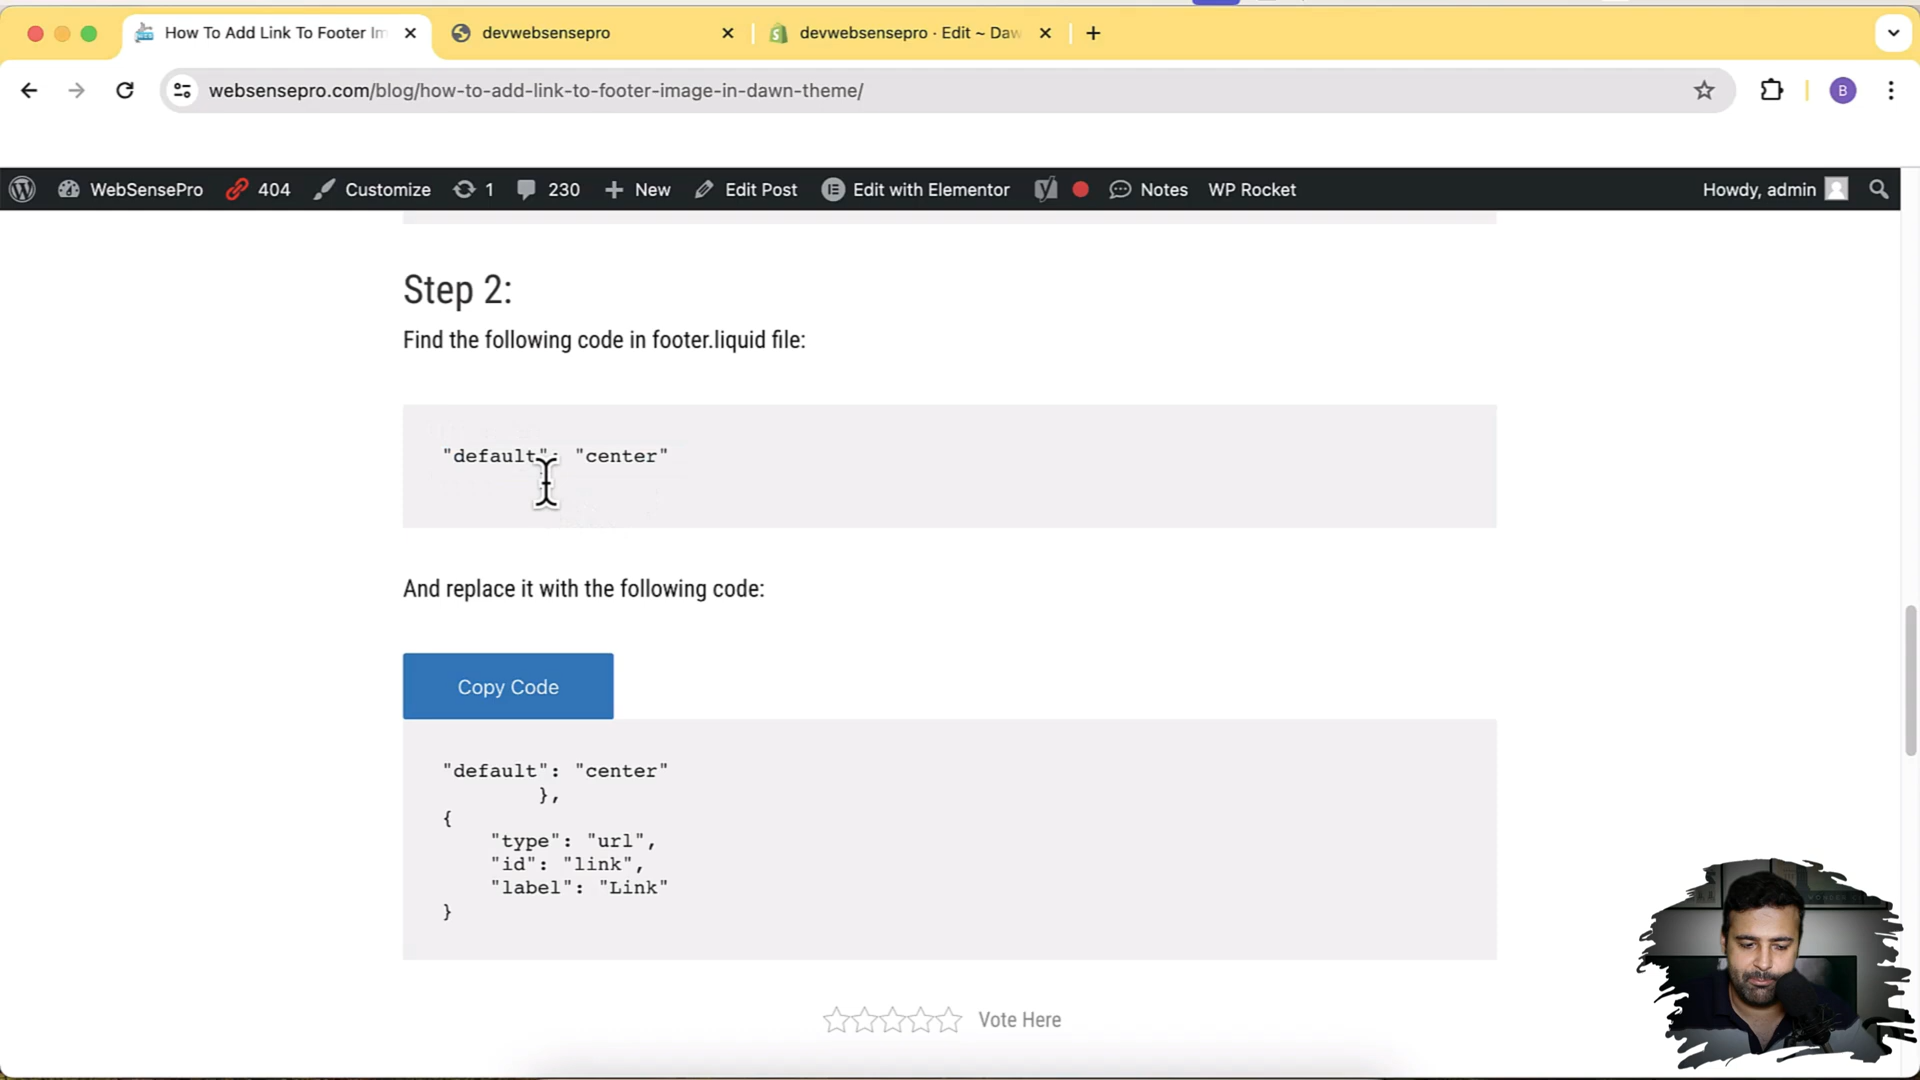 How To Add Link To Footer Im
devwebsensepro
devwebsensepro · Edit ~ Daw
websensepro.com/blog/how-to-add-link-to-footer-image-in-dawn-theme/
B
WebSensePro
404
Customize
1
230
New
Edit Post
Edit with Elementor
Notes
WP Rocket
Howdy, admin
Step 2:
Find the following code in footer.liquid file:
"default": "center"
And replace it with the following code:
Copy Code
"default": "center"
},
{
"type": "url",
"id": "link",
"label": "Link"
}
Vote Here